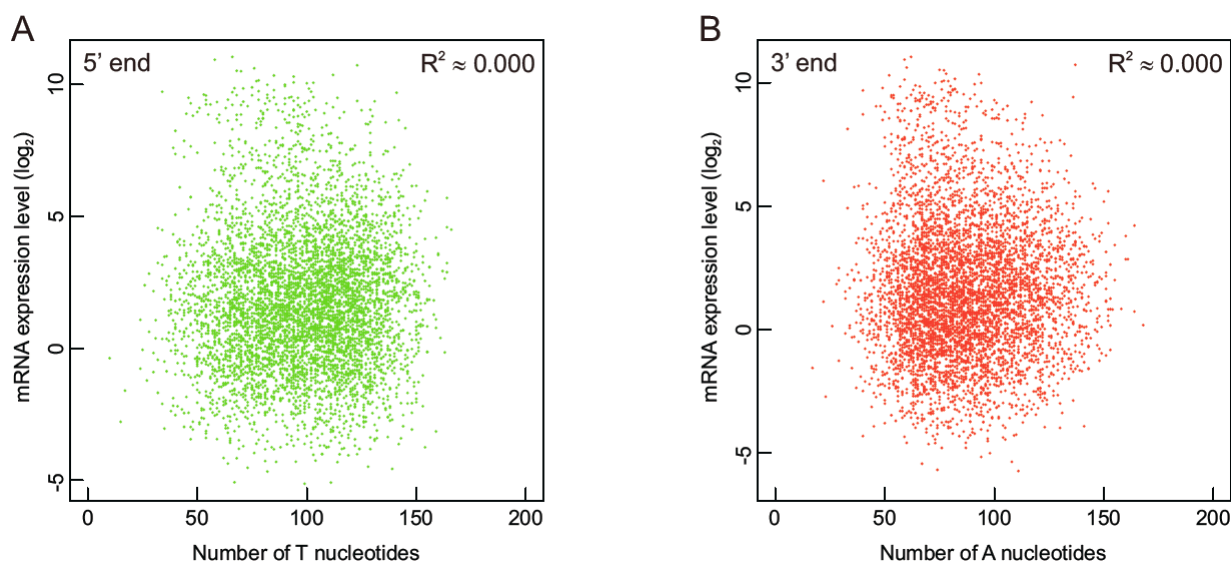 A
5' end
R² ≈ 0.000
mRNA expression level (log₂)
10
5
0
-5
0
50
100
150
200
Number of T nucleotides
B
3' end
R² ≈ 0.000
mRNA expression level (log₂)
10
5
0
-5
0
50
100
150
200
Number of A nucleotides